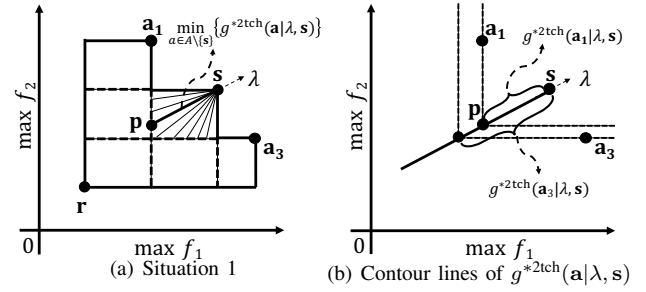 a₁
min_{a∈A\{s}} {g^{*2tch}(a|λ, s)}
s
λ
p
a₃
r
max f₂
0
max f₁
(a) Situation 1
a₁
g^{*2tch}(a₁|λ, s)
s
λ
p
a₃
g^{*2tch}(a₃|λ, s)
max f₂
0
max f₁
(b) Contour lines of g^{*2tch}(a|λ, s)